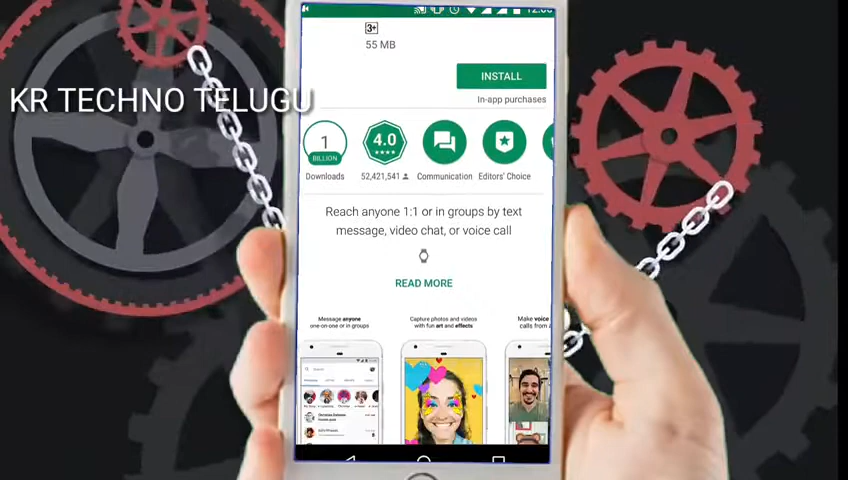 12:00
3+
55 MB
INSTALL
In-app purchases
KR TECHNO TELUGU
1
BILLION
4.0
Downloads
52,421,541
Communication
Editors' Choice
Reach anyone 1:1 or in groups by text
message, video chat, or voice call
READ MORE
Message anyone
one-on-one or in groups
Capture photos and videos
with fun art and effects
Make voice
calls from a